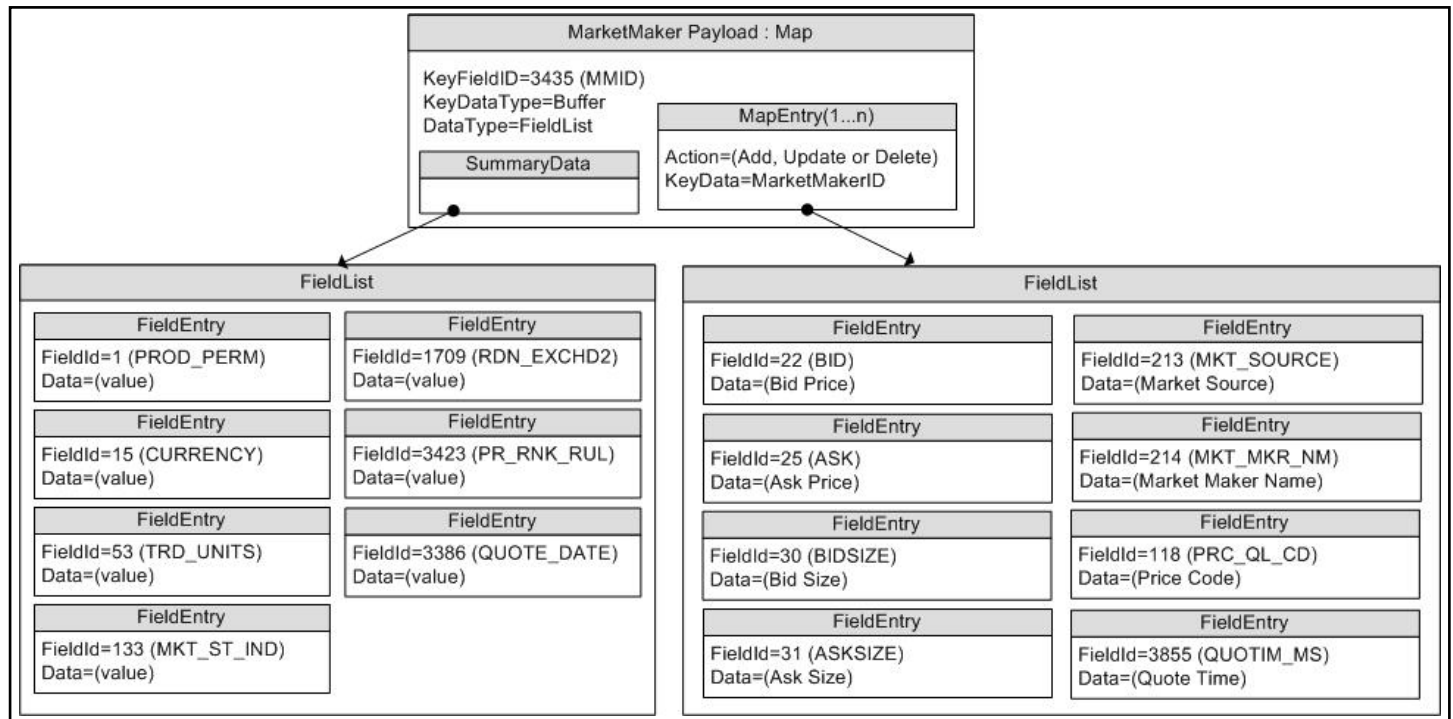 MarketMaker Payload : Map
KeyFieldID=3435 (MMID)
KeyDataType=Buffer
DataType=FieldList
SummaryData
MapEntry(1...n)
Action=(Add, Update or Delete)
KeyData=MarketMakerID
FieldList
FieldEntry
FieldId=1 (PROD_PERM)
Data=(value)
FieldEntry
FieldId=1709 (RDN_EXCHD2)
Data=(value)
FieldEntry
FieldId=15 (CURRENCY)
Data=(value)
FieldEntry
FieldId=3423 (PR_RNK_RUL)
Data=(value)
FieldEntry
FieldId=53 (TRD_UNITS)
Data=(value)
FieldEntry
FieldId=3386 (QUOTE_DATE)
Data=(value)
FieldEntry
FieldId=133 (MKT_ST_IND)
Data=(value)
FieldList
FieldEntry
FieldId=22 (BID)
Data=(Bid Price)
FieldEntry
FieldId=213 (MKT_SOURCE)
Data=(Market Source)
FieldEntry
FieldId=25 (ASK)
Data=(Ask Price)
FieldEntry
FieldId=214 (MKT_MKR_NM)
Data=(Market Maker Name)
FieldEntry
FieldId=30 (BIDSIZE)
Data=(Bid Size)
FieldEntry
FieldId=118 (PRC_QL_CD)
Data=(Price Code)
FieldEntry
FieldId=31 (ASKSIZE)
Data=(Ask Size)
FieldEntry
FieldId=3855 (QUOTIM_MS)
Data=(Quote Time)